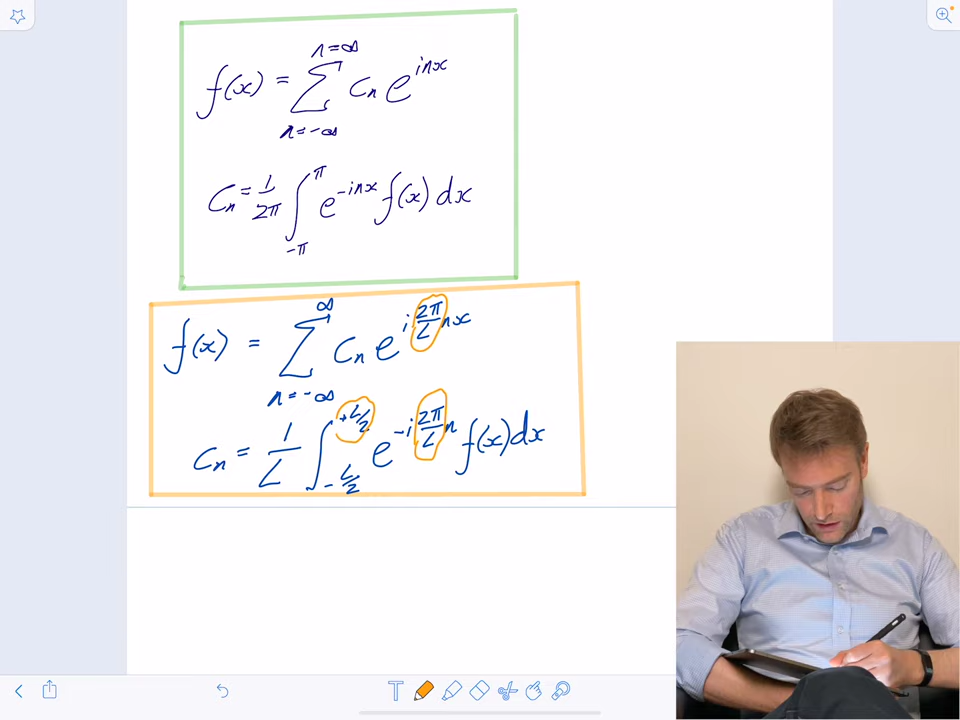 n=∞
f(x) = ∑ cₙ e^{inx}
n=-∞
cₙ = 1/2π ∫_{-π}^{π} e^{-inx} f(x) dx
∞
f(x) = ∑ cₙ e^{i 2π/L nx}
n=-∞
cₙ = 1/L ∫_{-L/2}^{+L/2} e^{-i 2π/L n} f(x) dx
T